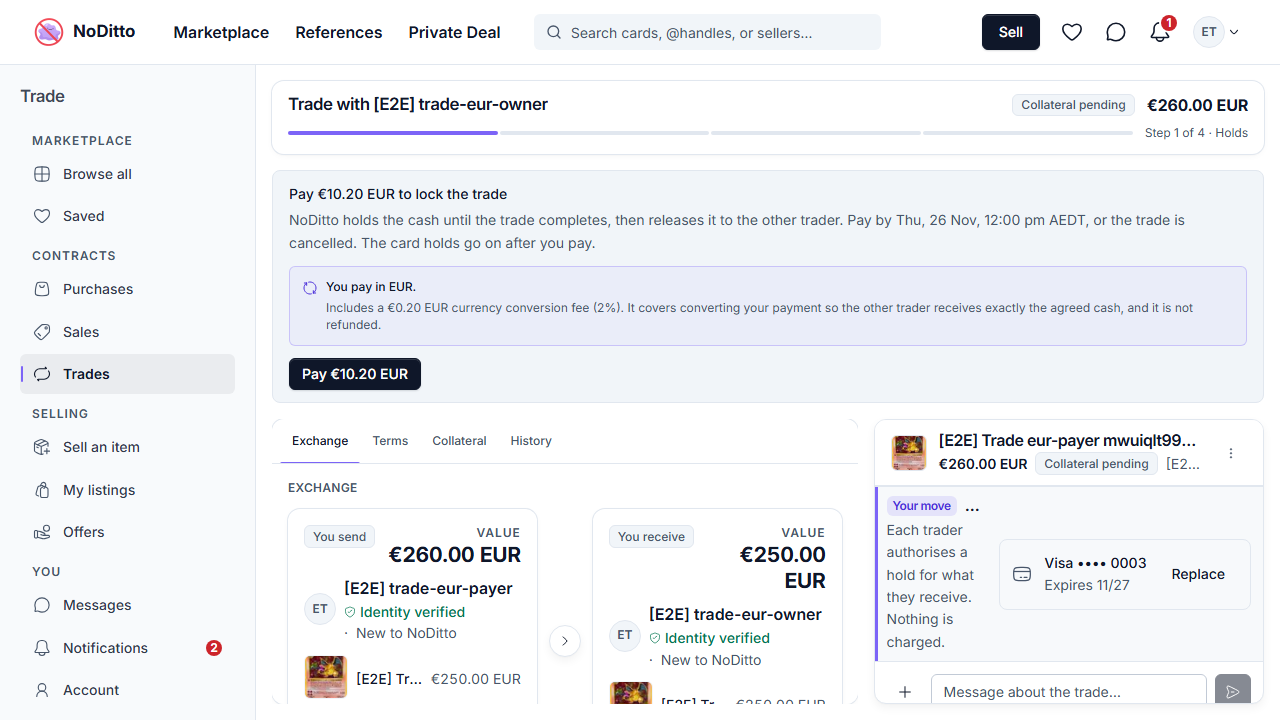 NoDitto
Marketplace
References
Private Deal
Search cards, @handles, or sellers...
Sell
1
ET
Trade
MARKETPLACE
Browse all
Saved
CONTRACTS
Purchases
Sales
Trades
SELLING
Sell an item
My listings
Offers
YOU
Messages
Notifications
2
Account
Trade with [E2E] trade-eur-owner
Collateral pending
€260.00 EUR
Step 1 of 4 · Holds
Pay €10.20 EUR to lock the trade
NoDitto holds the cash until the trade completes, then releases it to the other trader. Pay by Thu, 26 Nov, 12:00 pm AEDT, or the trade is
cancelled. The card holds go on after you pay.
You pay in EUR.
Includes a €0.20 EUR currency conversion fee (2%). It covers converting your payment so the other trader receives exactly the agreed cash, and it is not
refunded.
Pay €10.20 EUR
Exchange
Terms
Collateral
History
EXCHANGE
You send
VALUE
€260.00 EUR
[E2E] trade-eur-payer
ET
Identity verified
· New to NoDitto
[E2E] Tr...
€250.00 EUR
You receive
VALUE
€250.00
EUR
[E2E] trade-eur-owner
ET
Identity verified
· New to NoDitto
[E2E] Tr...
€250.00 EUR
[E2E] Trade eur-payer mwuiqlt99...
€260.00 EUR
Collateral pending
[E2...
Your move
...
Each trader
authorises a
hold for what
they receive.
Nothing is
charged.
Visa •••• 0003
Expires 11/27
Replace
Message about the trade...